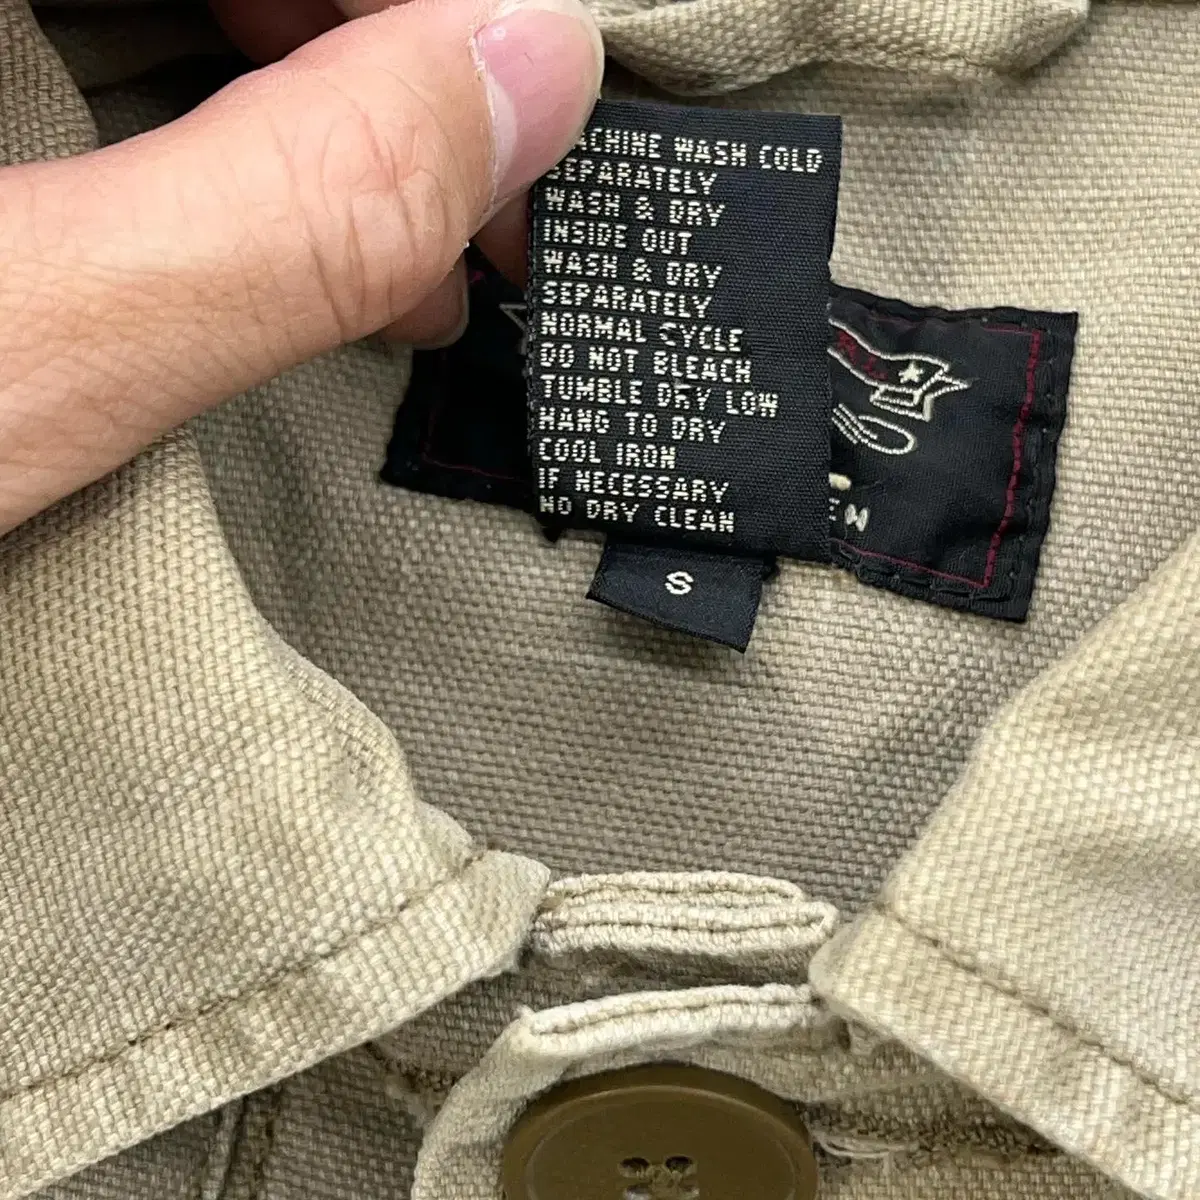 MACHINE WASH COLD
SEPARATELY
WASH & DRY
INSIDE OUT
WASH & DRY
SEPARATELY
NORMAL CYCLE
DO NOT BLEACH
TUMBLE DRY LOW
HANG TO DRY
COOL IRON
IF NECESSARY
NO DRY CLEAN
S